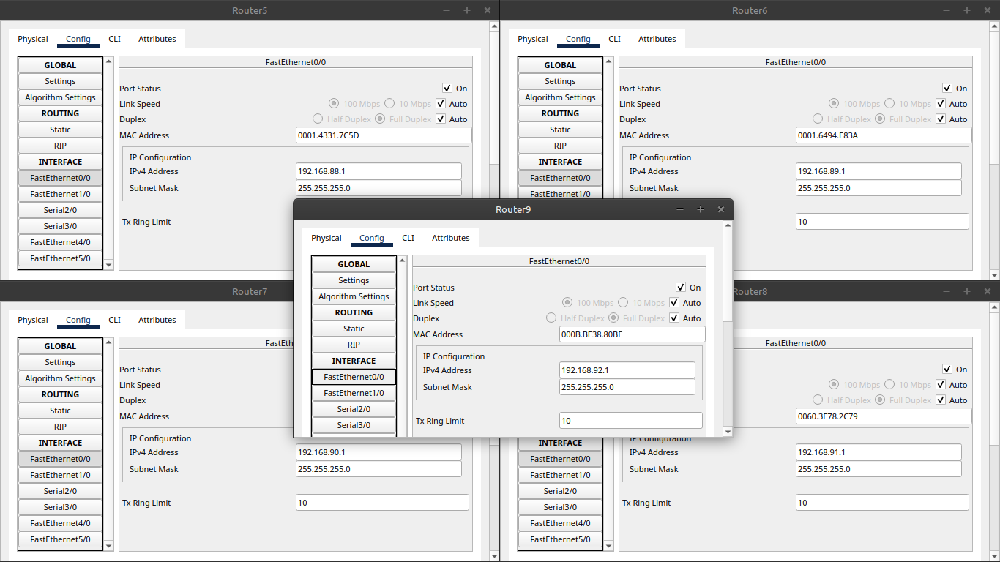 Router5
Physical Config CLI Attributes
GLOBAL
Settings
Algorithm Settings
ROUTING
Static
RIP
INTERFACE
FastEthernet0/0
FastEthernet1/0
Serial2/0
Serial3/0
FastEthernet4/0
FastEthernet5/0
FastEthernet0/0
Port Status On
Link Speed 100 Mbps 10 Mbps Auto
Duplex Half Duplex Full Duplex Auto
MAC Address 0001.4331.7C5D
IP Configuration
IPv4 Address 192.168.88.1
Subnet Mask 255.255.255.0
Tx Ring Limit
Router6
Physical Config CLI Attributes
GLOBAL
Settings
Algorithm Settings
ROUTING
Static
RIP
INTERFACE
FastEthernet0/0
FastEthernet1/0
FastEthernet0/0
Port Status On
Link Speed 100 Mbps 10 Mbps Auto
Duplex Half Duplex Full Duplex Auto
MAC Address 0001.6494.E83A
IP Configuration
IPv4 Address 192.168.89.1
Subnet Mask 255.255.255.0
10
Router9
Physical Config CLI Attributes
GLOBAL
Settings
Algorithm Settings
ROUTING
Static
RIP
INTERFACE
FastEthernet0/0
FastEthernet1/0
Serial2/0
Serial3/0
FastEthernet0/0
Port Status On
Link Speed 100 Mbps 10 Mbps Auto
Duplex Half Duplex Full Duplex Auto
MAC Address 000B.BE38.80BE
IP Configuration
IPv4 Address 192.168.92.1
Subnet Mask 255.255.255.0
Tx Ring Limit 10
Router7
Physical Config CLI Attributes
GLOBAL
Settings
Algorithm Settings
ROUTING
Static
RIP
INTERFACE
FastEthernet0/0
FastEthernet1/0
Serial2/0
Serial3/0
FastEthernet4/0
FastEthernet5/0
FastEth
Port Status
Link Speed
Duplex
MAC Address
IP Configuration
IPv4 Address 192.168.90.1
Subnet Mask 255.255.255.0
Tx Ring Limit 10
Router8
INTERFACE
FastEthernet0/0
FastEthernet1/0
Serial2/0
Serial3/0
FastEthernet4/0
FastEthernet5/0
FastEthernet0/0
On
100 Mbps 10 Mbps Auto
Half Duplex Full Duplex Auto
0060.3E78.2C79
IP Configuration
IPv4 Address 192.168.91.1
Subnet Mask 255.255.255.0
Tx Ring Limit 10